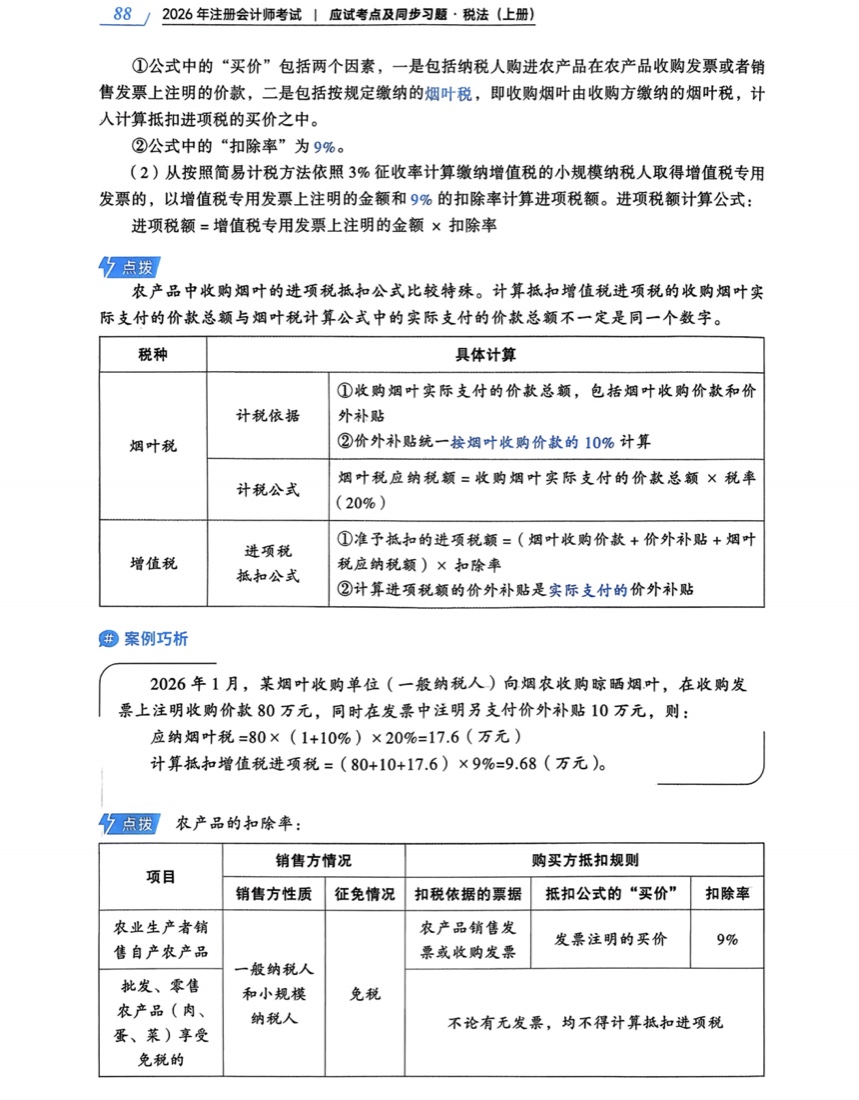 88 2026年注册会计师考试 | 应试考点及同步习题·税法（上册）
①公式中的“买价”包括两个因素，一是包括纳税人购进农产品在农产品收购发票或者销
售发票上注明的价款，二是包括按规定缴纳的烟叶税，即收购烟叶由收购方缴纳的烟叶税，计
入计算抵扣进项税的买价之中。
②公式中的“扣除率”为9%。
（2）从按照简易计税方法依照3%征收率计算缴纳增值税的小规模纳税人取得增值税专用
发票的，以增值税专用发票上注明的金额和9%的扣除率计算进项税额。进项税额计算公式：
进项税额=增值税专用发票上注明的金额×扣除率
点拨
农产品中收购烟叶的进项税抵扣公式比较特殊。计算抵扣增值税进项税的收购烟叶实
际支付的价款总额与烟叶税计算公式中的实际支付的价款总额不一定是同一个数字。
税种 具体计算
烟叶税
计税依据
①收购烟叶实际支付的价款总额，包括烟叶收购价款和价
外补贴
②价外补贴统一按烟叶收购价款的10%计算
计税公式
烟叶税应纳税额=收购烟叶实际支付的价款总额×税率
（20%）
增值税
进项税
抵扣公式
①准予抵扣的进项税额=（烟叶收购价款+价外补贴+烟叶
税应纳税额）×扣除率
②计算进项税额的价外补贴是实际支付的价外补贴
# 案例巧析
2026年1月，某烟叶收购单位（一般纳税人）向烟农收购晾晒烟叶，在收购发
票上注明收购价款80万元，同时在发票中注明另支付价外补贴10万元，则：
应纳烟叶税=80×（1+10%）×20%=17.6（万元）
计算抵扣增值税进项税=（80+10+17.6）×9%=9.68（万元）。
点拨 农产品的扣除率：
项目 销售方情况 购买方抵扣规则
销售方性质 征免情况 扣税依据的票据 抵扣公式的“买价” 扣除率
农业生产者销
售自产农产品
一般纳税人
和小规模
纳税人
免税
农产品销售发
票或收购发票
发票注明的买价
9%
批发、零售
农产品（肉、
蛋、菜）享受
免税的
不论有无发票，均不得计算抵扣进项税